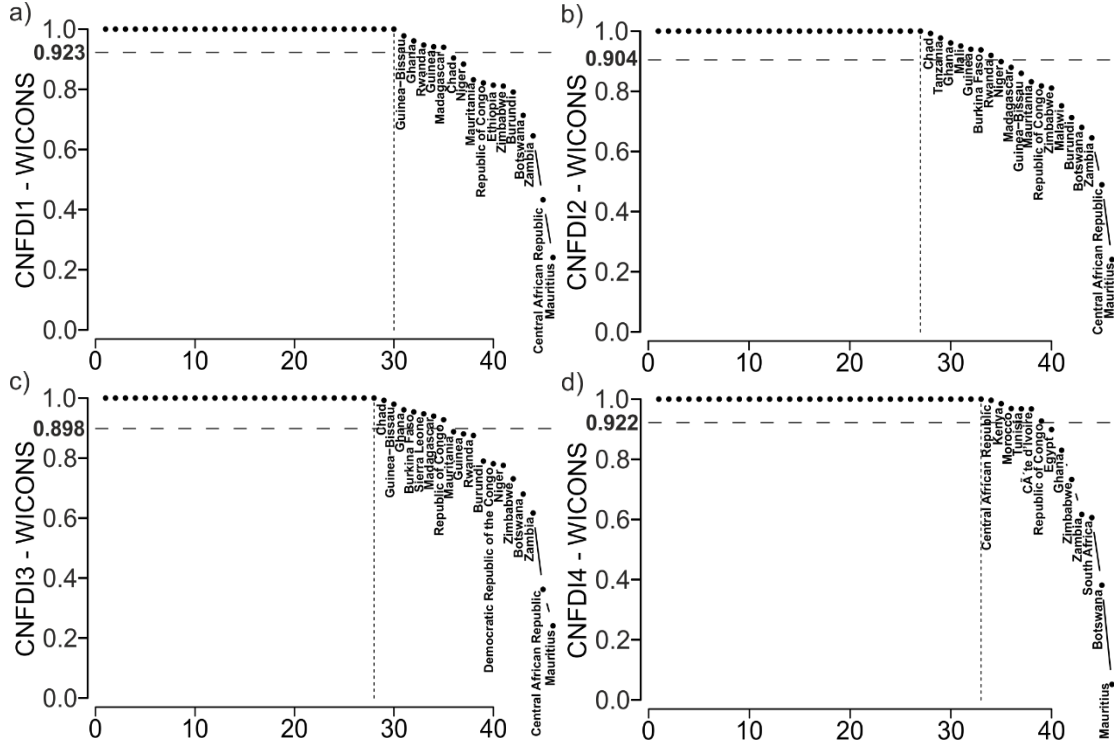 a)
CNFDI1 - WICONS
1.0
0.923
0.8
0.6
0.4
0.2
0.0
0 10 20 30 40
Guinea-Bissau
Ghana
Rwanda
Guinea
Madagascar
Chad
Niger
Mauritania
Republic of Congo
Ethiopia
Zimbabwe
Burundi
Botswana
Zambia
Central African Republic
Mauritius
b)
CNFDI2 - WICONS
1.0
0.904
0.8
0.6
0.4
0.2
0.0
0 10 20 30 40
Chad
Tanzania
Ghana
Mali
Guinea
Burkina Faso
Rwanda
Niger
Madagascar
Guinea-Bissau
Mauritania
Republic of Congo
Zimbabwe
Malawi
Burundi
Botswana
Zambia
Central African Republic
Mauritius
c)
CNFDI3 - WICONS
1.0
0.898
0.8
0.6
0.4
0.2
0.0
0 10 20 30 40
Chad
Guinea-Bissau
Ghana
Burkina Faso
Sierra Leone
Madagascar
Republic of Congo
Mauritania
Guinea
Rwanda
Burundi
Democratic Republic of the Congo
Niger
Zimbabwe
Botswana
Zambia
Central African Republic
Mauritius
d)
CNFDI4 - WICONS
1.0
0.922
0.8
0.6
0.4
0.2
0.0
0 10 20 30 40
Central African Republic
Kenya
Morocco
Tunisia
CÃ´te d'Ivoire
Republic of Congo
Egypt
Ghana
Zimbabwe
Zambia
South Africa
Botswana
Mauritius